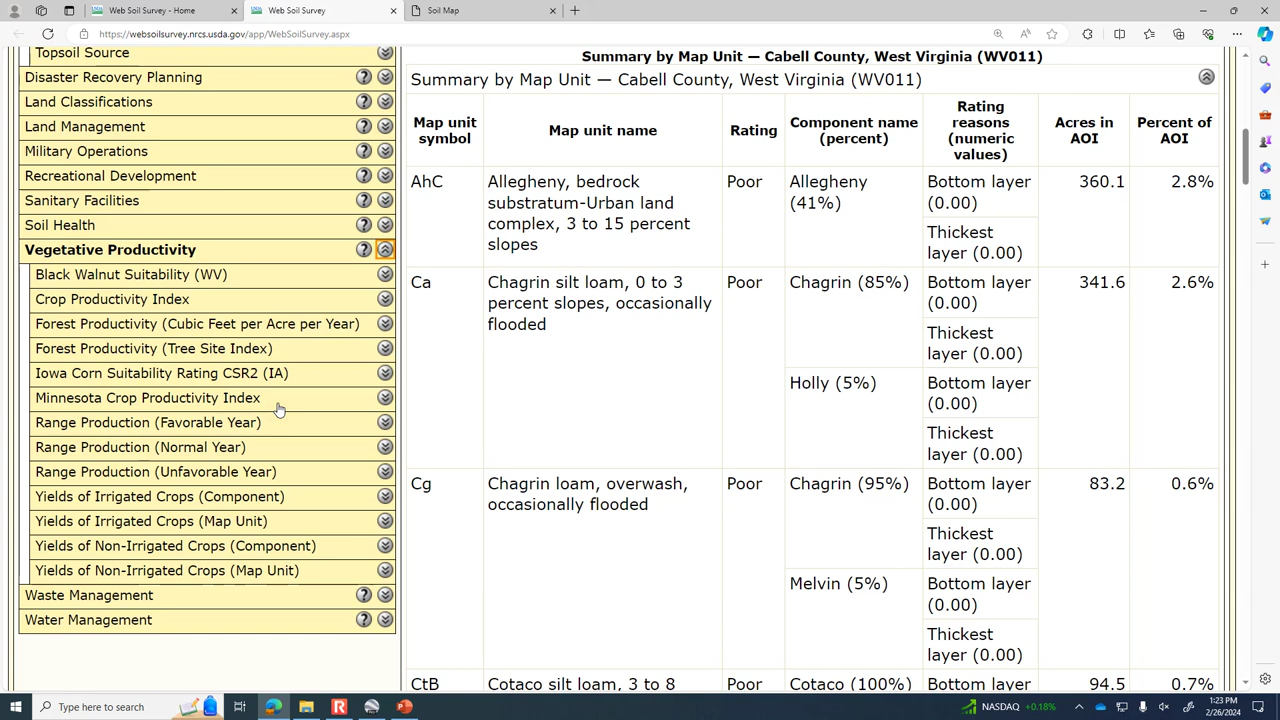 Web Soil Survey - Home
Web Soil Survey
Soil Map
https://websoilsurvey.nrcs.usda.gov/app/WebSoilSurvey.aspx
Topsoil Source
Disaster Recovery Planning
Land Classifications
Land Management
Military Operations
Recreational Development
Sanitary Facilities
Soil Health
Vegetative Productivity
Black Walnut Suitability (WV)
Crop Productivity Index
Forest Productivity (Cubic Feet per Acre per Year)
Forest Productivity (Tree Site Index)
Iowa Corn Suitability Rating CSR2 (IA)
Minnesota Crop Productivity Index
Range Production (Favorable Year)
Range Production (Normal Year)
Range Production (Unfavorable Year)
Yields of Irrigated Crops (Component)
Yields of Irrigated Crops (Map Unit)
Yields of Non-Irrigated Crops (Component)
Yields of Non-Irrigated Crops (Map Unit)
Waste Management
Water Management
Summary by Map Unit — Cabell County, West Virginia (WV011)
Summary by Map Unit — Cabell County, West Virginia (WV011)
Map unit
symbol
Map unit name
Rating
Component name
(percent)
Rating
reasons
(numeric
values)
Acres in
AOI
Percent of
AOI
AhC
Allegheny, bedrock
substratum-Urban land
complex, 3 to 15 percent
slopes
Poor
Allegheny
(41%)
Bottom layer
(0.00)
Thickest
layer (0.00)
360.1
2.8%
Ca
Chagrin silt loam, 0 to 3
percent slopes, occasionally
flooded
Poor
Chagrin (85%)
Bottom layer
(0.00)
Thickest
layer (0.00)
341.6
2.6%
Holly (5%)
Bottom layer
(0.00)
Thickest
layer (0.00)
Cg
Chagrin loam, overwash,
occasionally flooded
Poor
Chagrin (95%)
Bottom layer
(0.00)
Thickest
layer (0.00)
83.2
0.6%
Melvin (5%)
Bottom layer
(0.00)
Thickest
layer (0.00)
CtB
Cotaco silt loam, 3 to 8
Poor
Cotaco (100%)
Bottom layer
94.5
0.7%
Type here to search
NASDAQ +0.18%
1:23 PM
2/26/2024